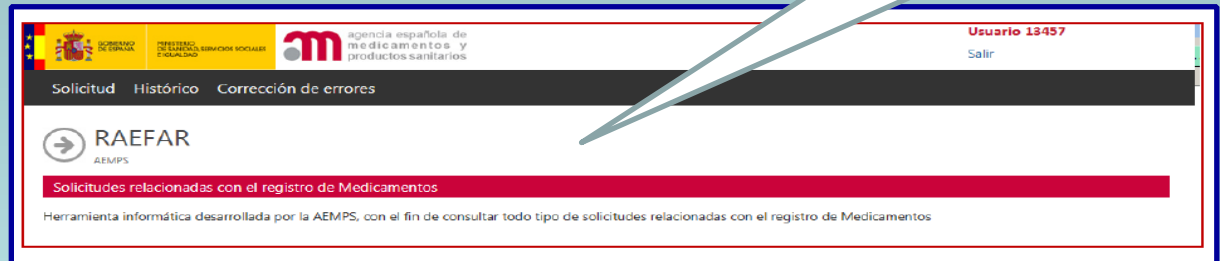 GOBIERNO
DE ESPAÑA
MINISTERIO
DE SANIDAD, SERVICIOS SOCIALES
E IGUALDAD
agencia española de
medicamentos y
productos sanitarios
Usuario 13457
Salir
Solicitud Histórico Corrección de errores
RAEFAR
AEMPS
Solicitudes relacionadas con el registro de Medicamentos
Herramienta informática desarrollada por la AEMPS, con el fin de consultar todo tipo de solicitudes relacionadas con el registro de Medicamentos